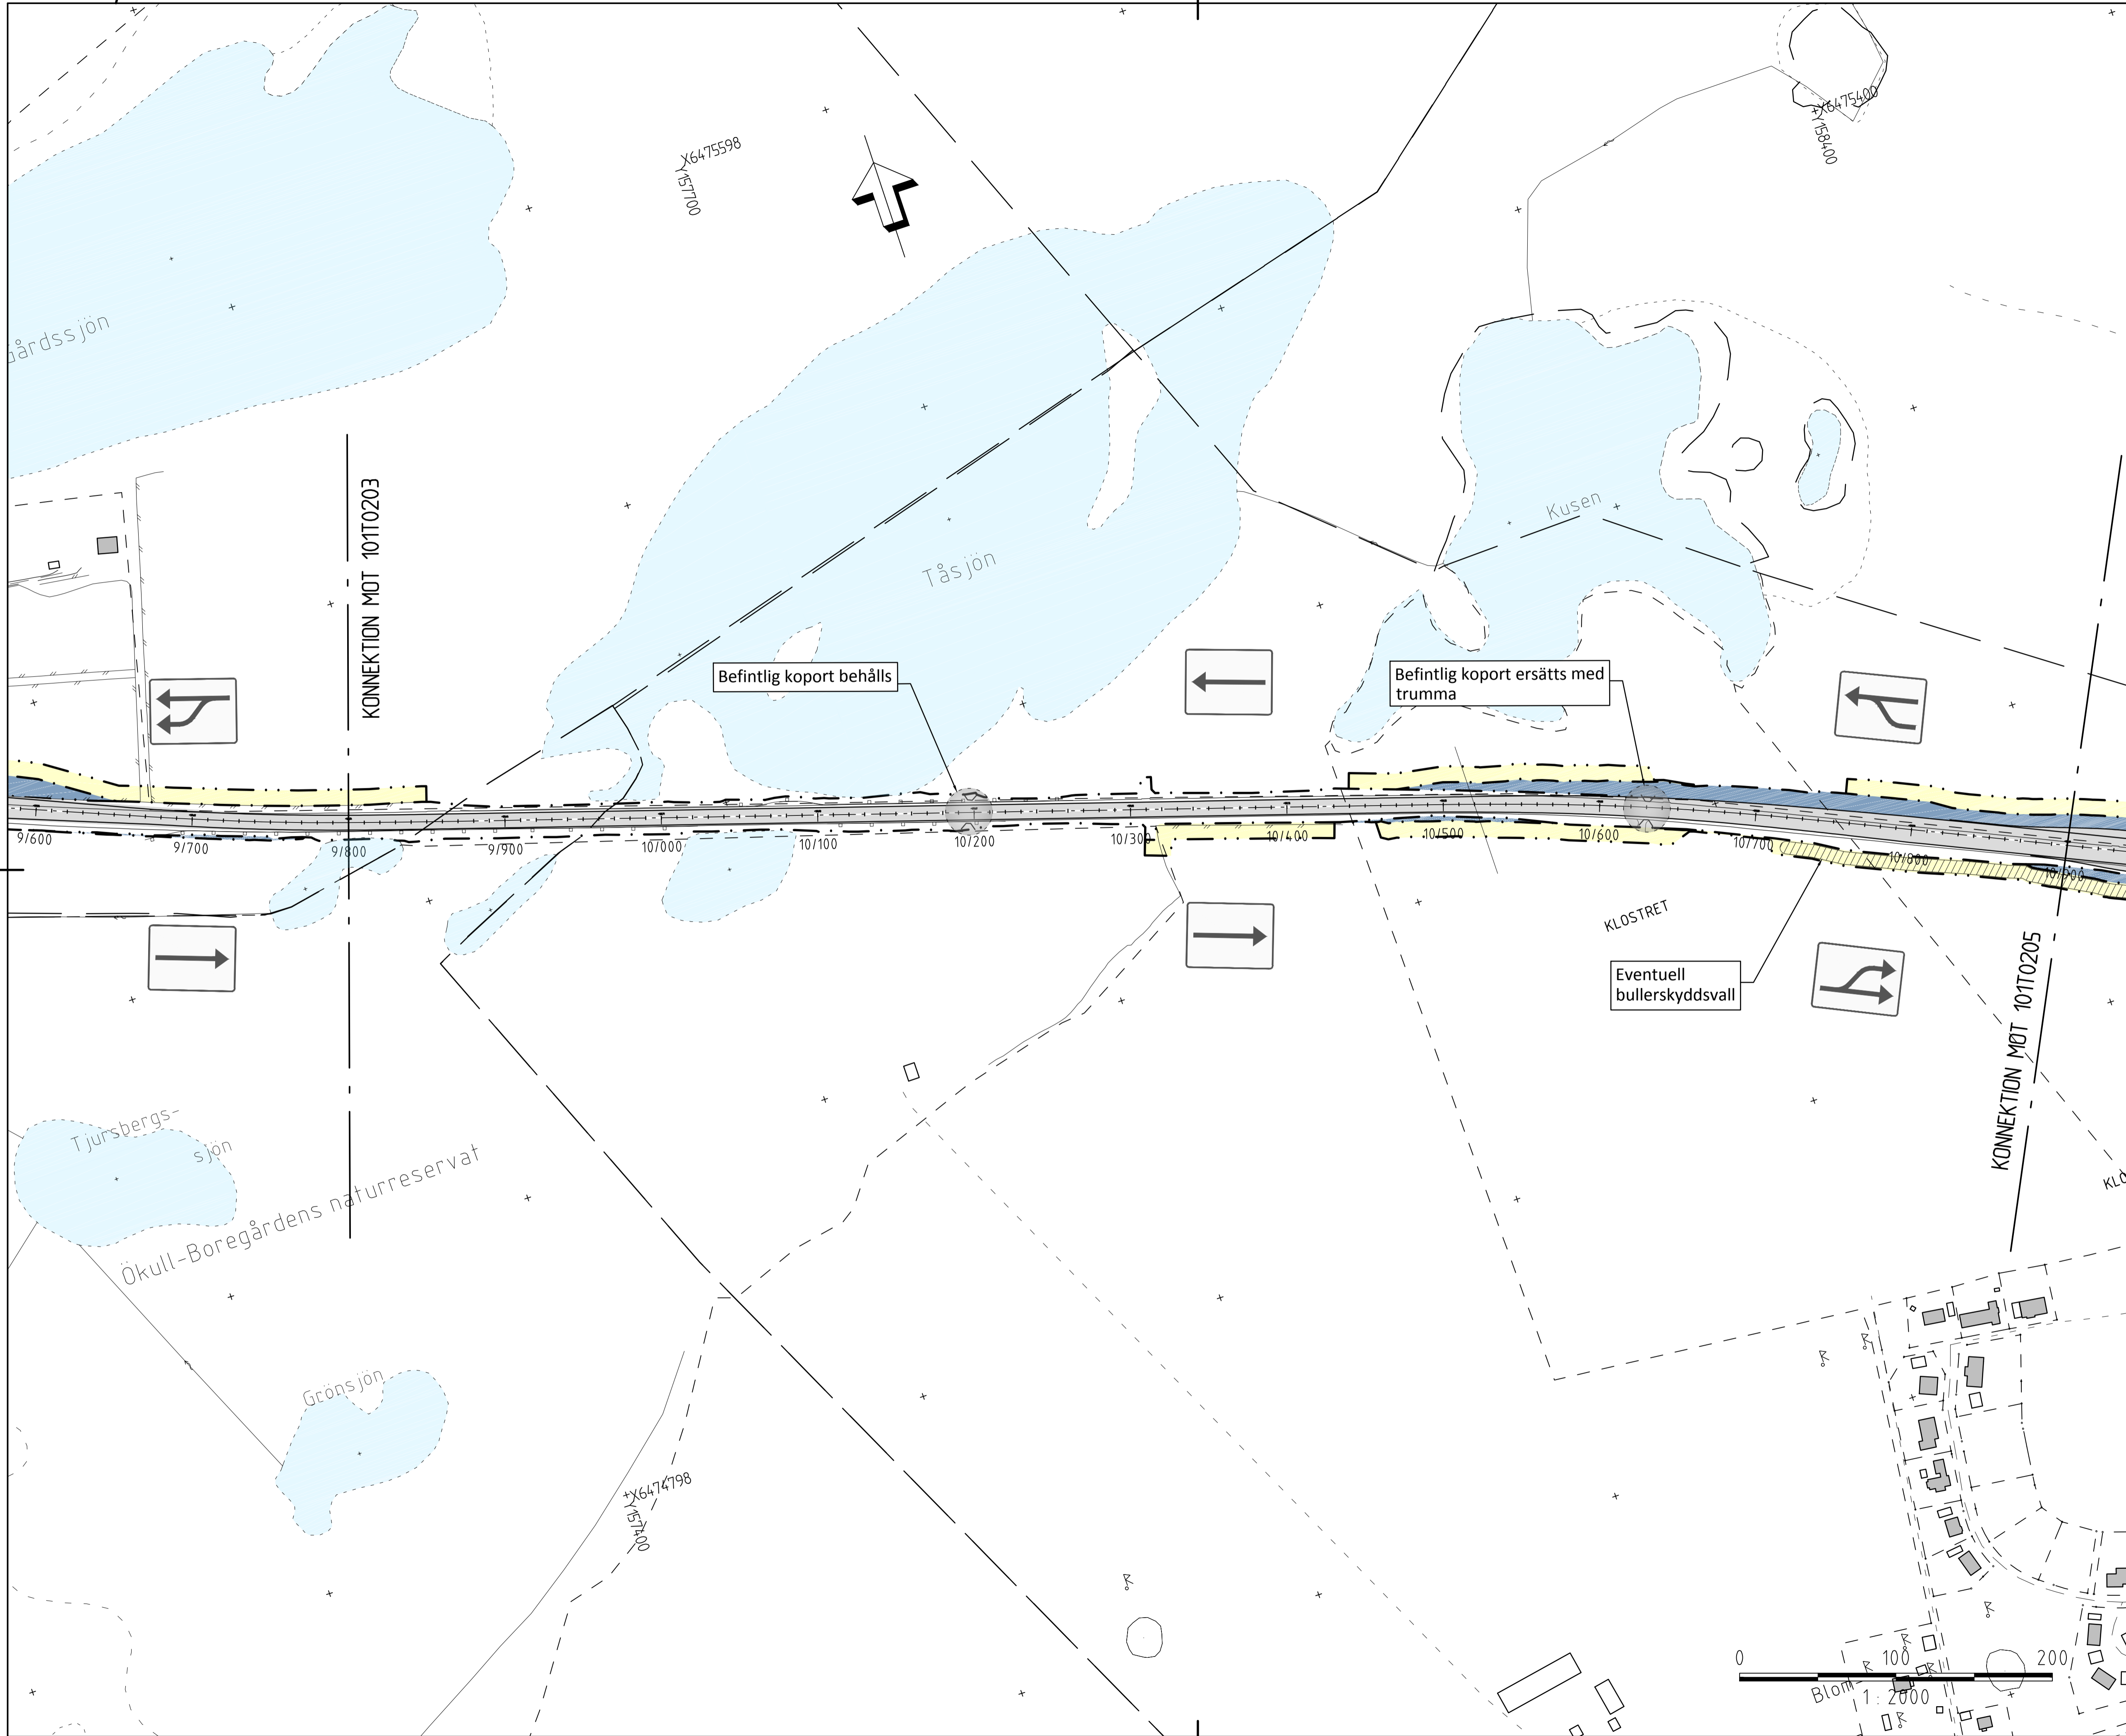 X6475400
Y158400
X6475598
Y157700
gårdssjön
KONNEKTION MOT 101T0203
Kusen
Tåsjön
Befintlig koport behålls
Befintlig koport ersätts med
trumma
9/600
9/700
9/800
9/900
10/000
10/100
10/200
10/300
10/400
10/500
10/600
10/700
10/800
10/900
KLOSTRET
Eventuell
bullerskyddsvall
KONNEKTION MOT 101T0205
Tjursbergs-
sjön
Ökull-Boregårdens naturreservat
KLO
Grönsjön
X6474798
Y157400
0 100 200
1:2000
Blom